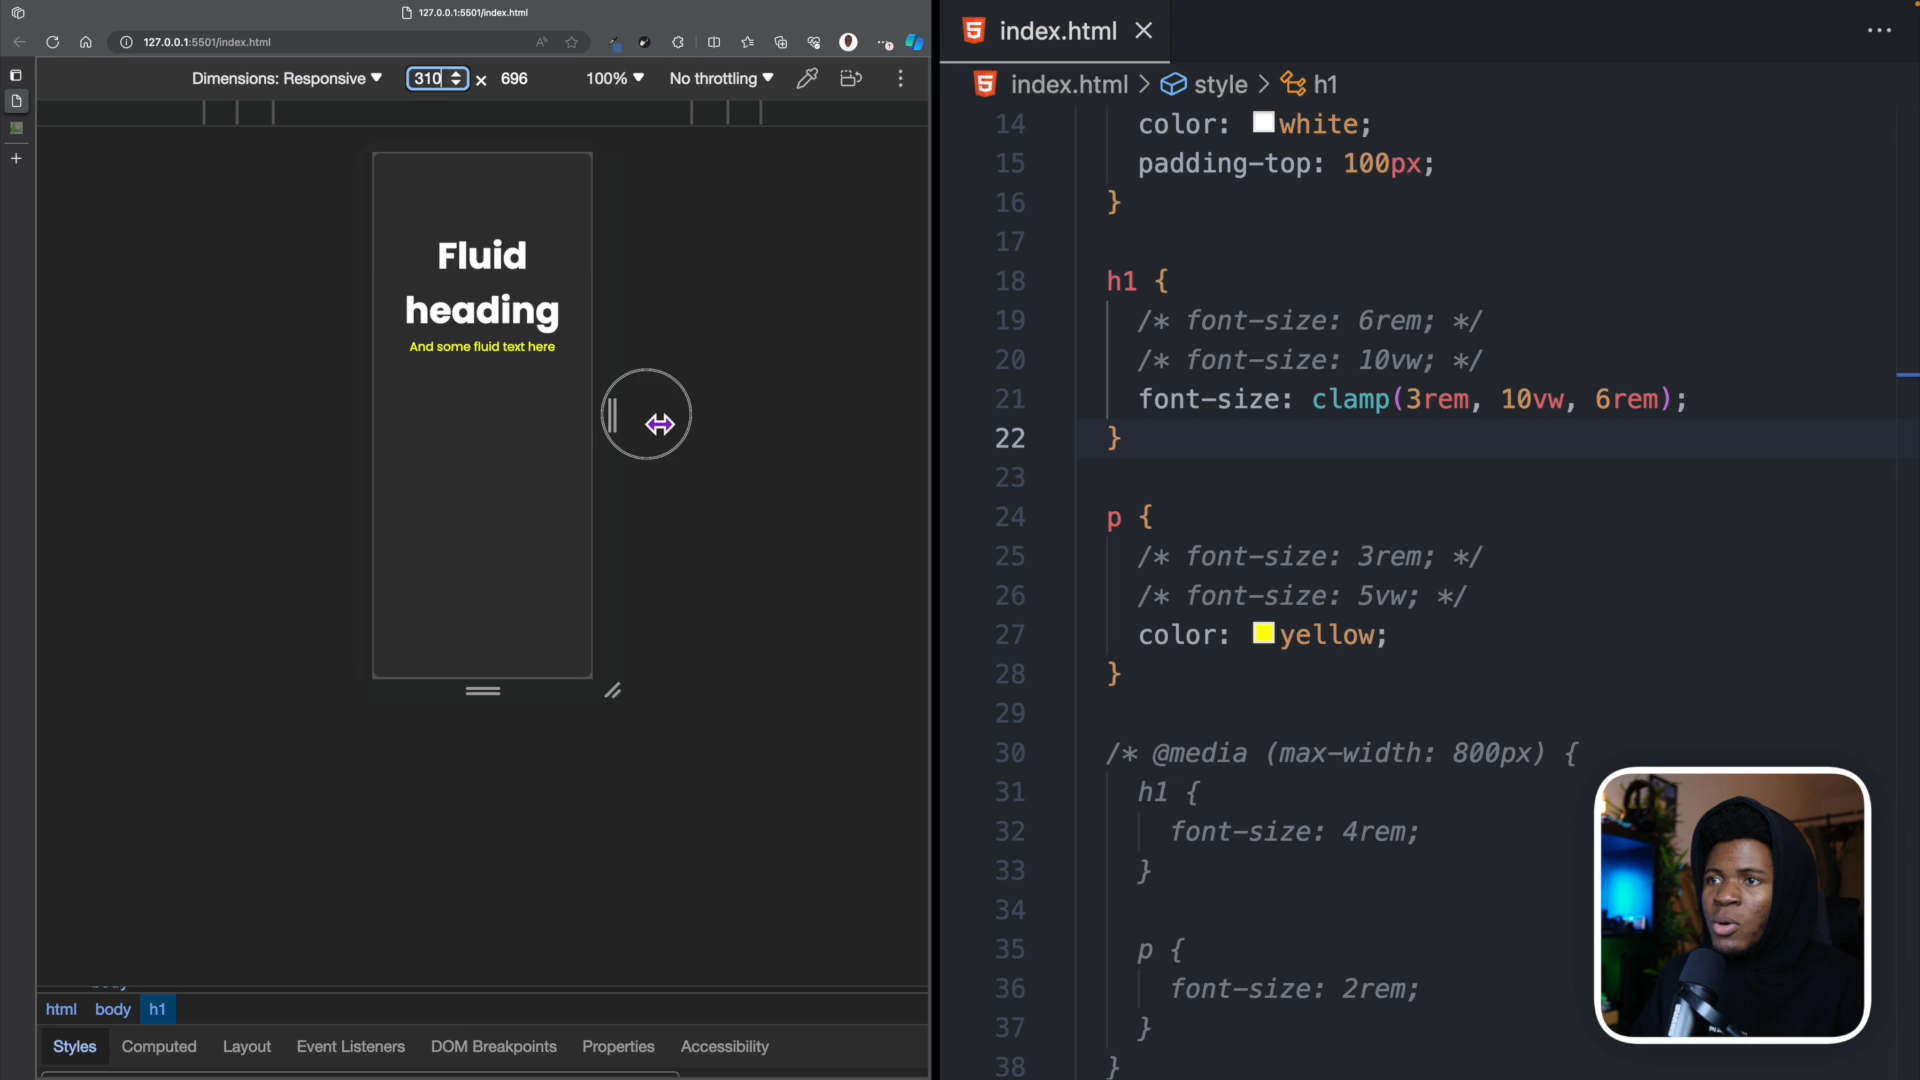 127.0.0.1:5501/index.html
127.0.0.1:5501/index.html
Dimensions: Responsive 310 × 696 100% No throttling
Fluid
heading
And some fluid text here
html body h1
Styles Computed Layout Event Listeners DOM Breakpoints Properties Accessibility
index.html
index.html > style > h1
14 color: white;
15 padding-top: 100px;
16 }
17
18 h1 {
19 /* font-size: 6rem; */
20 /* font-size: 10vw; */
21 font-size: clamp(3rem, 10vw, 6rem);
22 }
23
24 p {
25 /* font-size: 3rem; */
26 /* font-size: 5vw; */
27 color: yellow;
28 }
29
30 /* @media (max-width: 800px) {
31 h1 {
32 font-size: 4rem;
33 }
34
35 p {
36 font-size: 2rem;
37 }
38 }